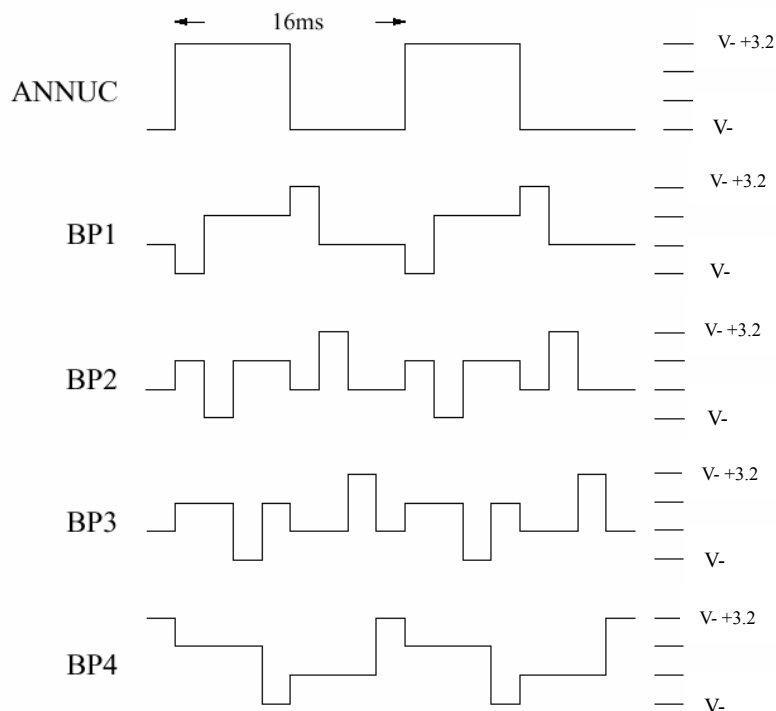 16ms
ANNUC
V- +3.2
V-
BP1
V- +3.2
V-
BP2
V- +3.2
V-
BP3
V- +3.2
V-
BP4
V- +3.2
V-